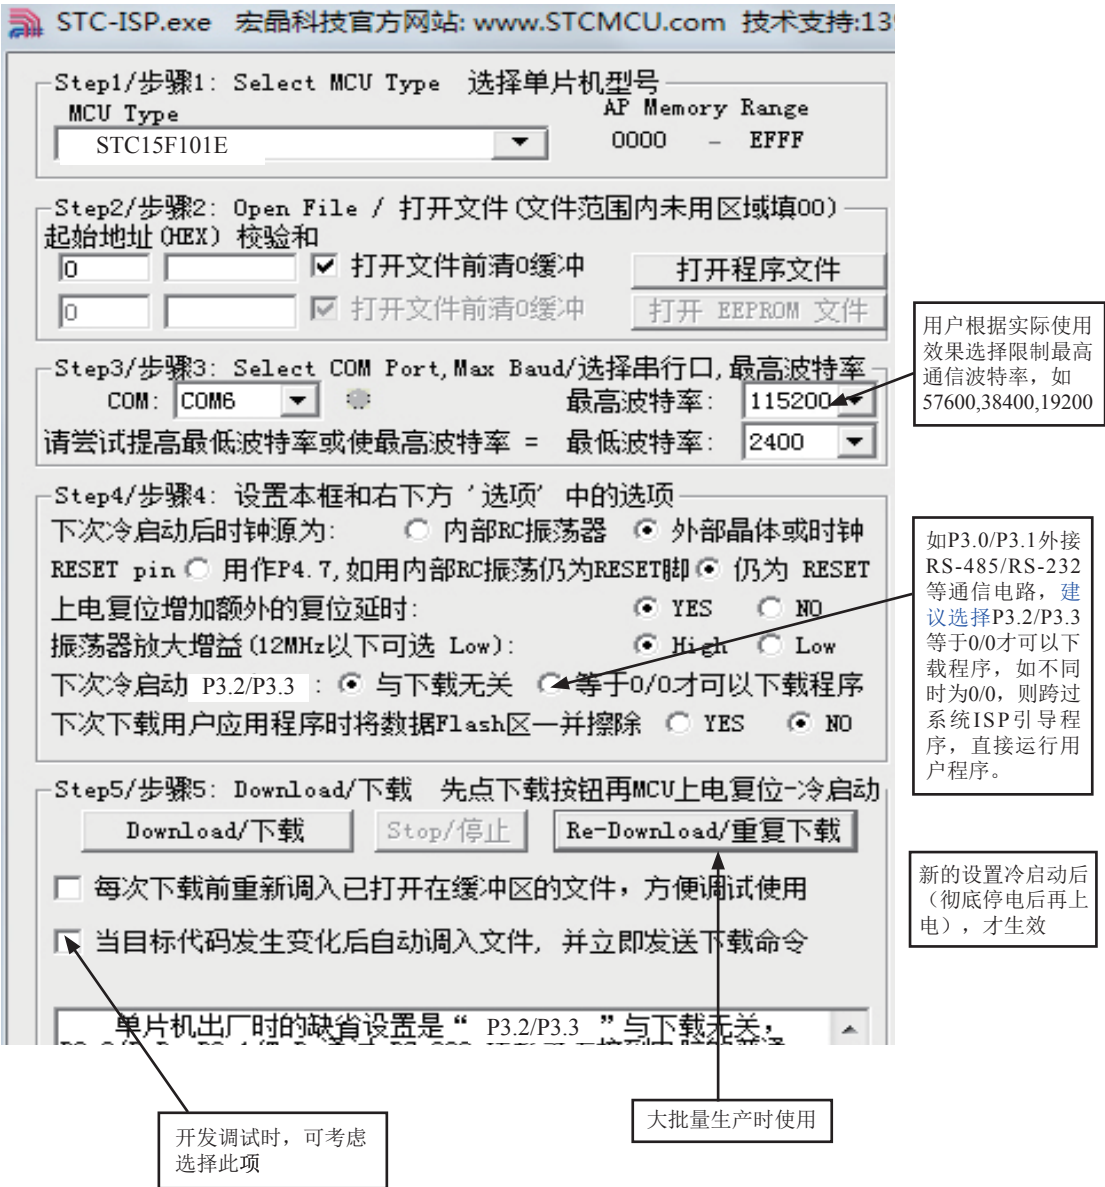 STC-ISP.exe 宏晶科技官方网站: www.STCMCU.com 技术支持:13
Step1/步骤1: Select MCU Type 选择单片机型号
MCU Type AP Memory Range
STC15F101E 0000 - EFFF
Step2/步骤2: Open File / 打开文件(文件范围内未用区域填00)
起始地址(HEX) 校验和
0 打开文件前清0缓冲 打开程序文件
0 打开文件前清0缓冲 打开 EEPROM 文件
用户根据实际使用
效果选择限制最高
通信波特率，如
57600,38400,19200
Step3/步骤3: Select COM Port,Max Baud/选择串行口,最高波特率
COM: COM6 最高波特率: 115200
请尝试提高最低波特率或使最高波特率 = 最低波特率: 2400
Step4/步骤4: 设置本框和右下方 '选项' 中的选项
下次冷启动后时钟源为: 内部RC振荡器 外部晶体或时钟
RESET pin 用作P4.7,如用内部RC振荡仍为RESET脚 仍为 RESET
上电复位增加额外的复位延时: YES NO
振荡器放大增益(12MHz以下可选 Low): High Low
下次冷启动 P3.2/P3.3 : 与下载无关 等于0/0才可以下载程序
下次下载用户应用程序时将数据Flash区一并擦除 YES NO
如P3.0/P3.1外接
RS-485/RS-232
等通信电路，建
议选择P3.2/P3.3
等于0/0才可以下
载程序，如不同
时为0/0，则跨过
系统ISP引导程
序，直接运行用
户程序。
Step5/步骤5: Download/下载 先点下载按钮再MCU上电复位-冷启动
Download/下载 Stop/停止 Re-Download/重复下载
每次下载前重新调入已打开在缓冲区的文件，方便调试使用
当目标代码发生变化后自动调入文件, 并立即发送下载命令
新的设置冷启动后
（彻底停电后再上
电），才生效
单片机出厂时的缺省设置是“ P3.2/P3.3 ”与下载无关，
大批量生产时使用
开发调试时，可考虑
选择此项